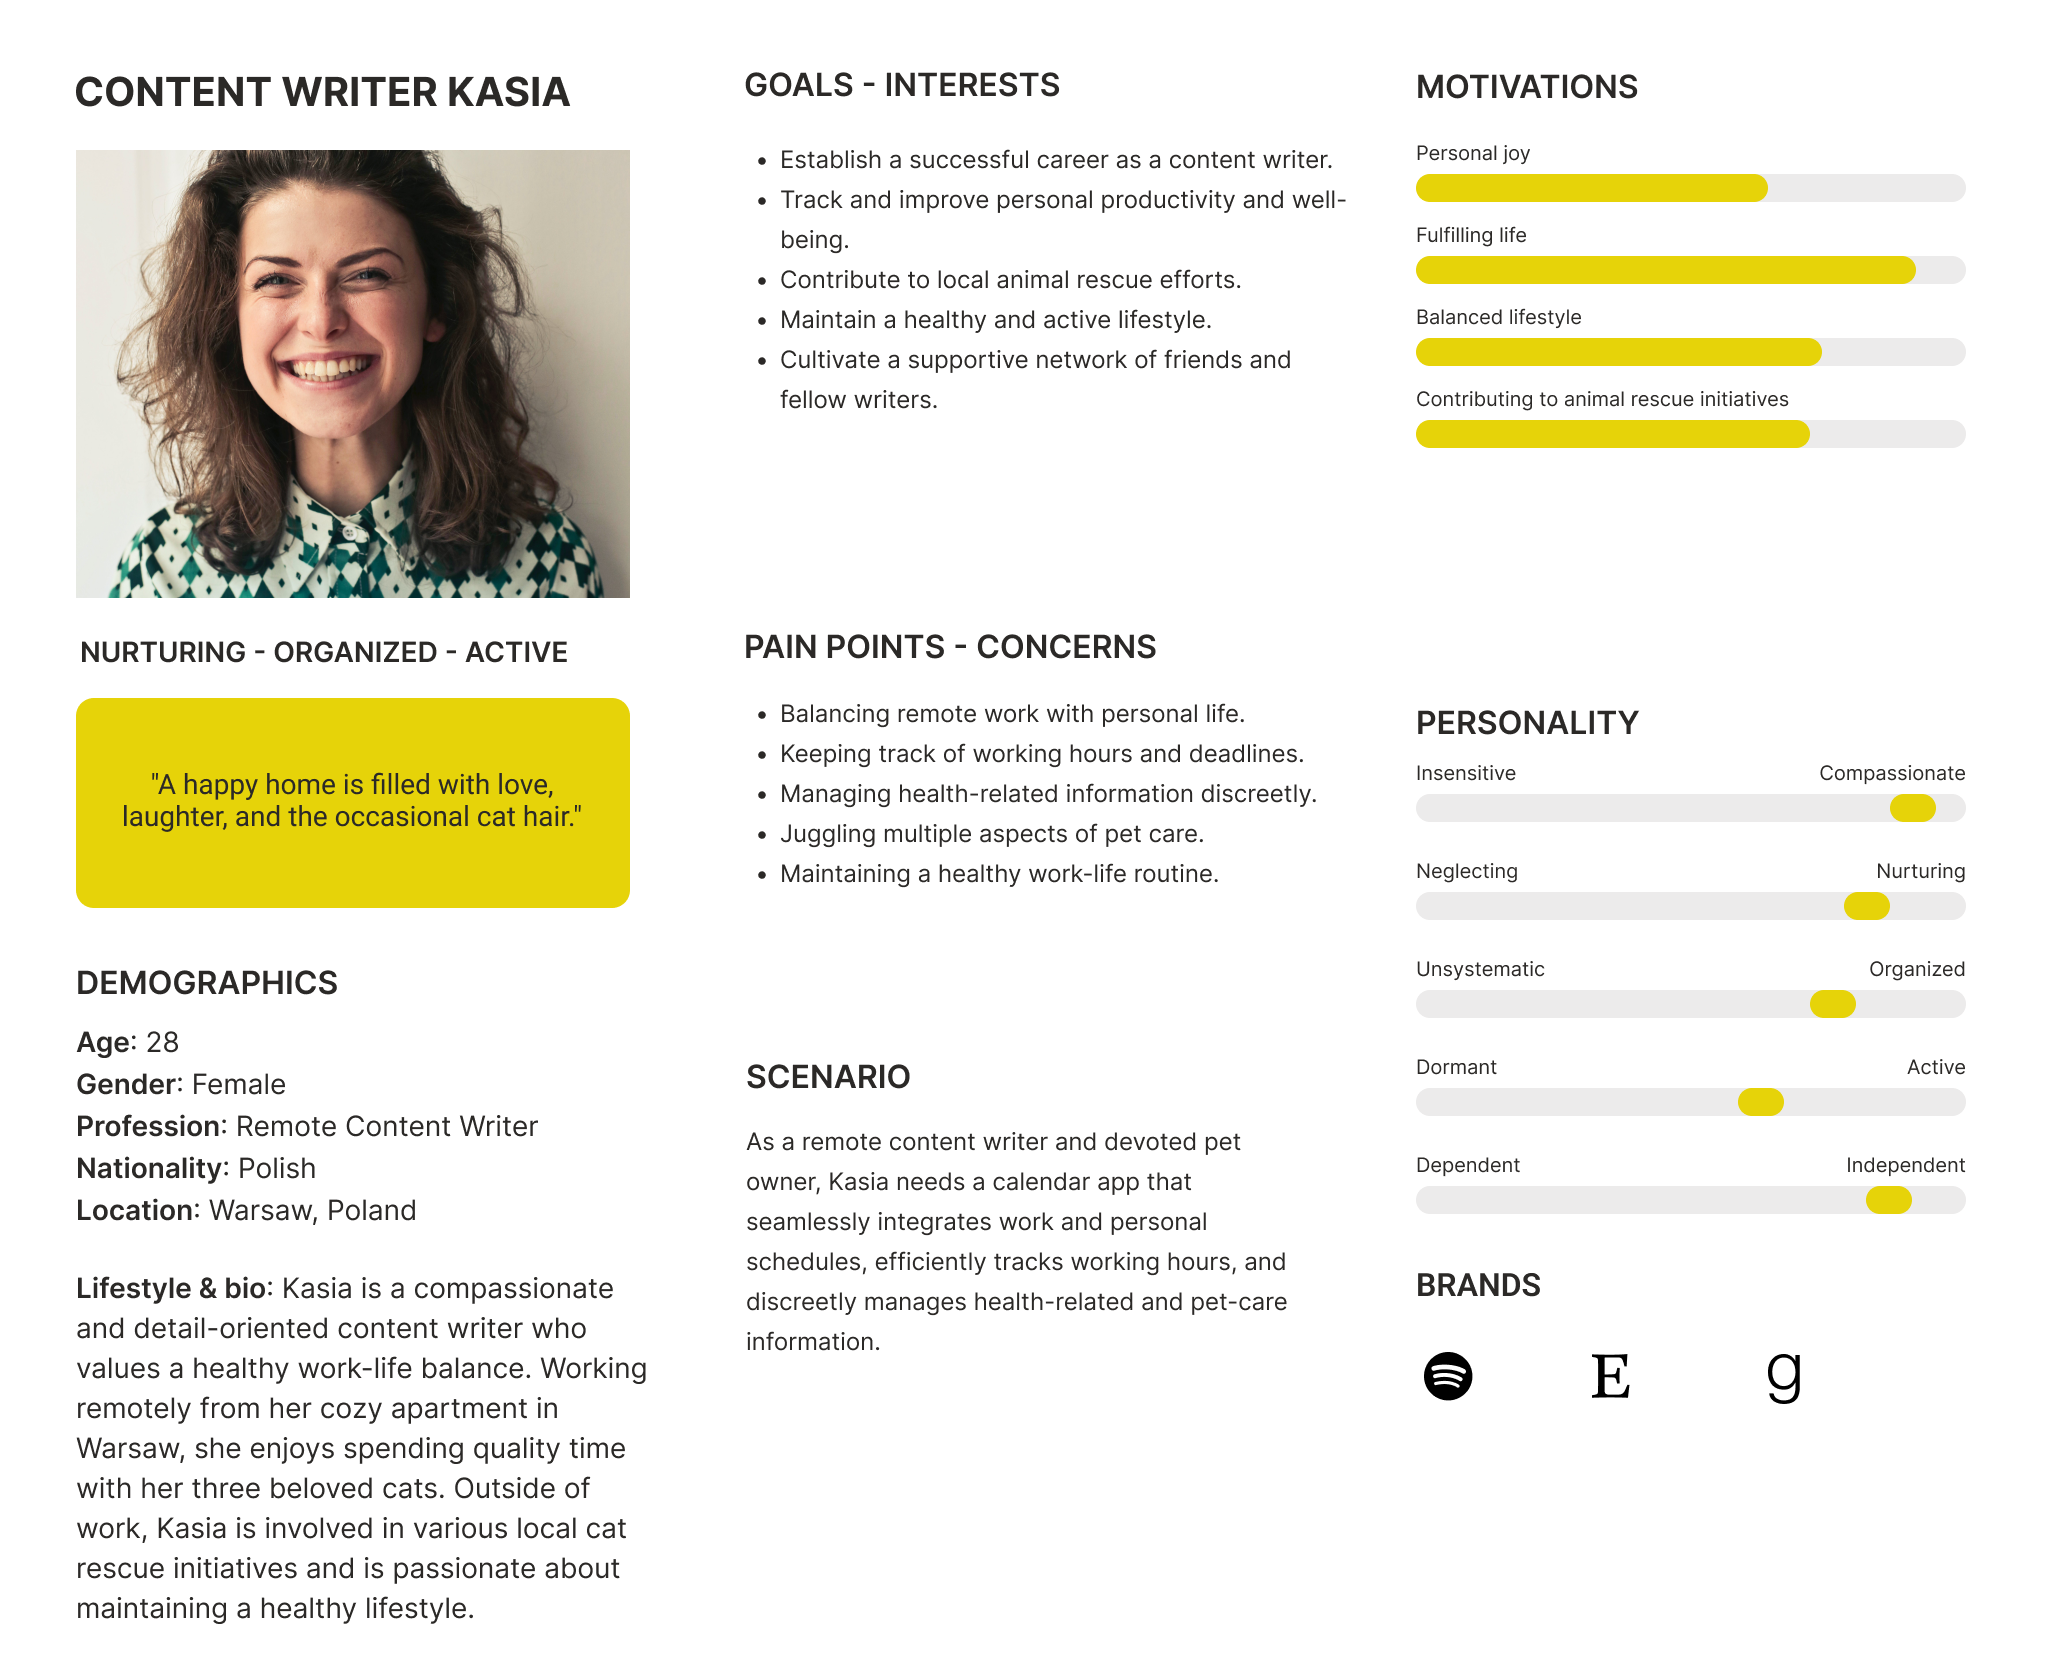 CONTENT WRITER KASIA
NURTURING - ORGANIZED - ACTIVE
"A happy home is filled with love,
laughter, and the occasional cat hair."
DEMOGRAPHICS
Age: 28
Gender: Female
Profession: Remote Content Writer
Nationality: Polish
Location: Warsaw, Poland
Lifestyle & bio: Kasia is a compassionate
and detail-oriented content writer who
values a healthy work-life balance. Working
remotely from her cozy apartment in
Warsaw, she enjoys spending quality time
with her three beloved cats. Outside of
work, Kasia is involved in various local cat
rescue initiatives and is passionate about
maintaining a healthy lifestyle.
GOALS - INTERESTS
• Establish a successful career as a content writer.
• Track and improve personal productivity and well-
being.
• Contribute to local animal rescue efforts.
• Maintain a healthy and active lifestyle.
• Cultivate a supportive network of friends and
fellow writers.
PAIN POINTS - CONCERNS
• Balancing remote work with personal life.
• Keeping track of working hours and deadlines.
• Managing health-related information discreetly.
• Juggling multiple aspects of pet care.
• Maintaining a healthy work-life routine.
SCENARIO
As a remote content writer and devoted pet
owner, Kasia needs a calendar app that
seamlessly integrates work and personal
schedules, efficiently tracks working hours, and
discreetly manages health-related and pet-care
information.
MOTIVATIONS
Personal joy
Fulfilling life
Balanced lifestyle
Contributing to animal rescue initiatives
PERSONALITY
Insensitive Compassionate
Neglecting Nurturing
Unsystematic Organized
Dormant Active
Dependent Independent
BRANDS
E g